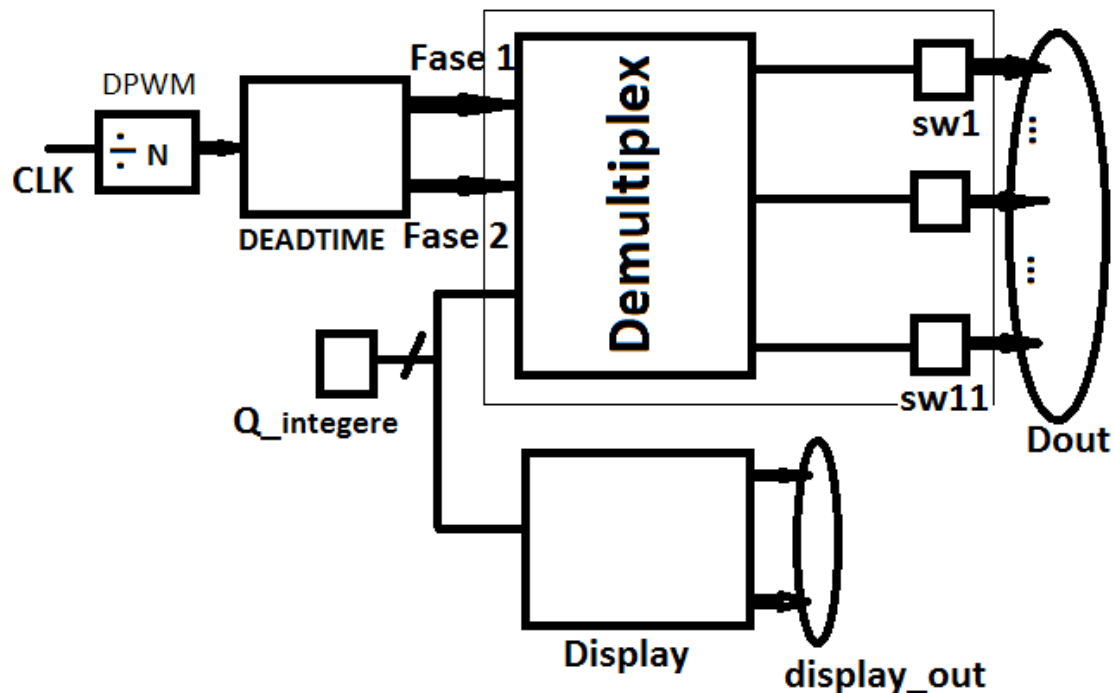 Fase 1
DPWM
÷ N
CLK
DEADTIME
Fase 2
Demultiplex
sw1
...
...
sw11
Dout
Q_integere
Display
display_out